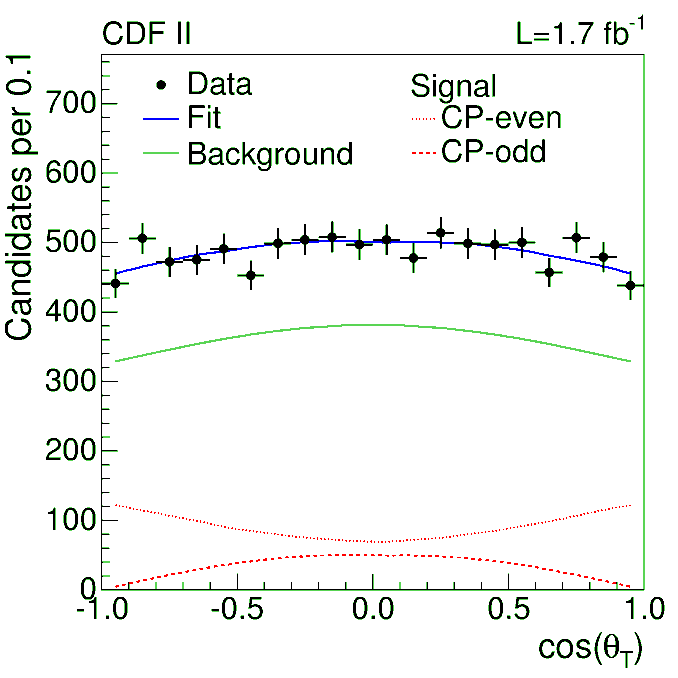 CDF II L=1.7 fb⁻¹
Candidates per 0.1
Data
Fit
Background
Signal
CP-even
CP-odd
700
600
500
400
300
200
100
0
-1.0 -0.5 0.0 0.5 1.0
cos(θ_T)